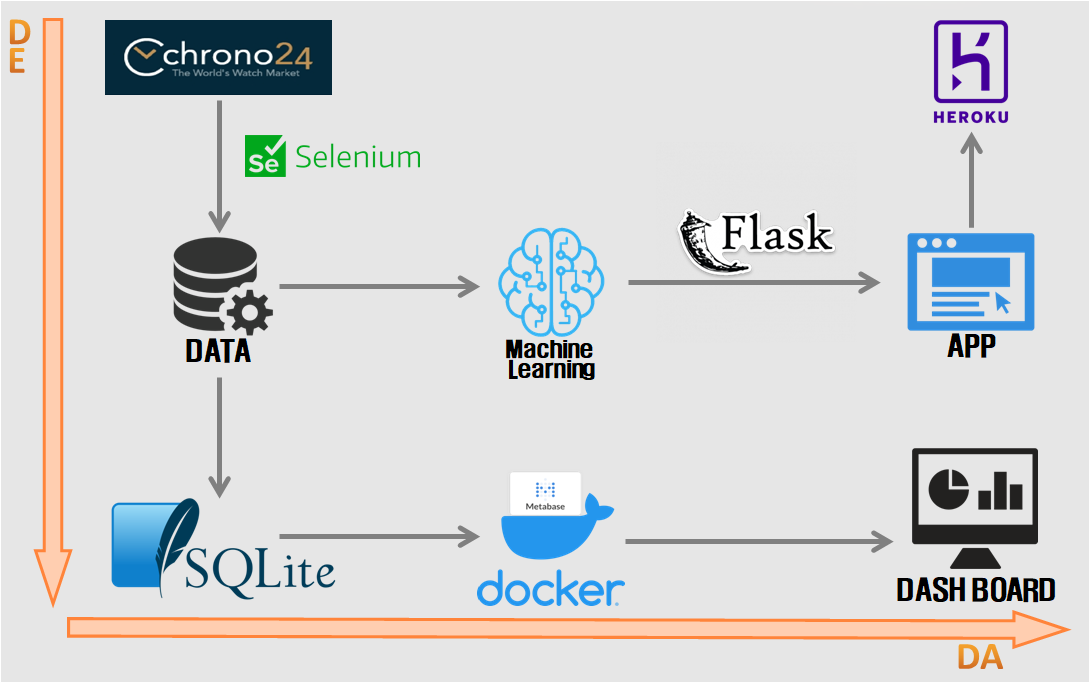 D
E
chrono24
The World's Watch Market
HEROKU
Se Selenium
Flask
DATA
Machine
Learning
APP
Metabase
SQLite
docker
DASH BOARD
DA